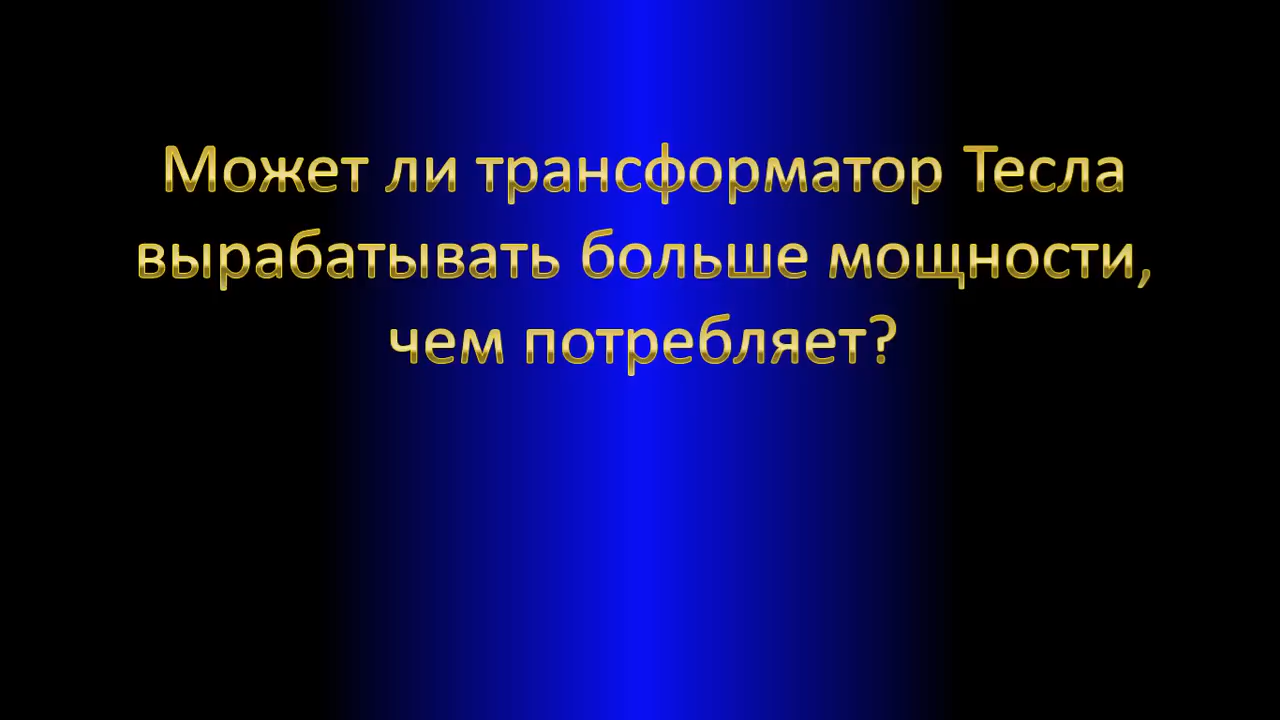 Может ли трансформатор Тесла
вырабатывать больше мощности,
чем потребляет?